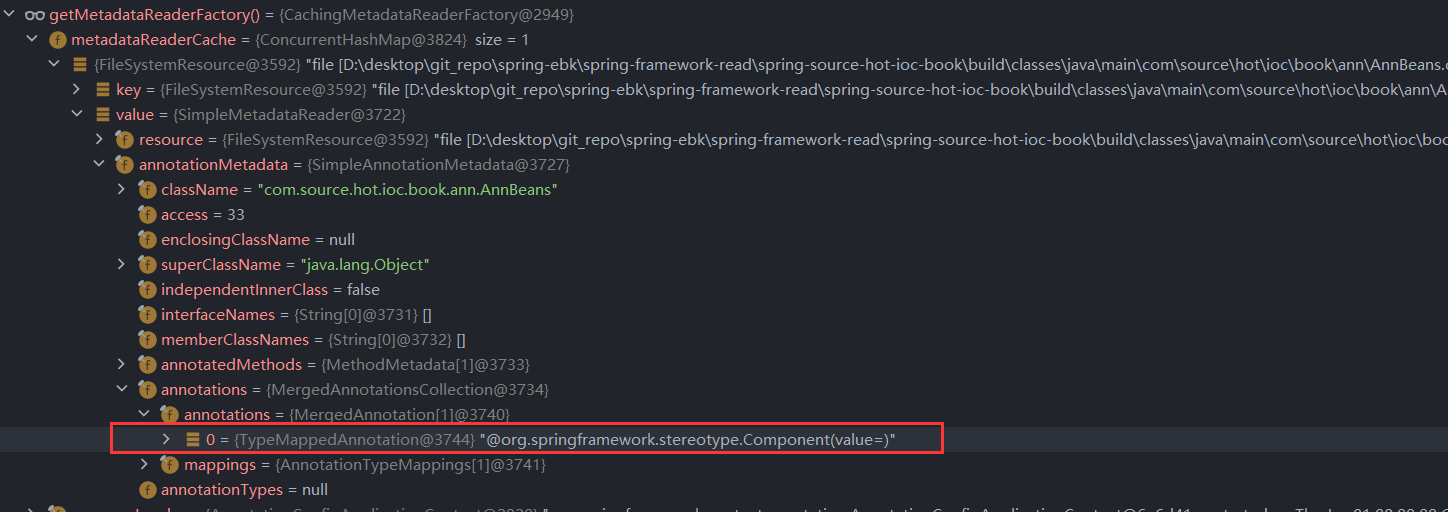 getMetadataReaderFactory() = {CachingMetadataReaderFactory@2949}
f metadataReaderCache = {ConcurrentHashMap@3824} size = 1
{FileSystemResource@3592} "file [D:\desktop\git_repo\spring-ebk\spring-framework-read\spring-source-hot-ioc-book\build\classes\java\main\com\source\hot\ioc\book\ann\AnnBeans.
key = {FileSystemResource@3592} "file [D:\desktop\git_repo\spring-ebk\spring-framework-read\spring-source-hot-ioc-book\build\classes\java\main\com\source\hot\ioc\book\ann\A
value = {SimpleMetadataReader@3722}
f resource = {FileSystemResource@3592} "file [D:\desktop\git_repo\spring-ebk\spring-framework-read\spring-source-hot-ioc-book\build\classes\java\main\com\source\hot\ioc\boo
f annotationMetadata = {SimpleAnnotationMetadata@3727}
f className = "com.source.hot.ioc.book.ann.AnnBeans"
f access = 33
f enclosingClassName = null
f superClassName = "java.lang.Object"
f independentInnerClass = false
f interfaceNames = {String[0]@3731} []
f memberClassNames = {String[0]@3732} []
f annotatedMethods = {MethodMetadata[1]@3733}
f annotations = {MergedAnnotationsCollection@3734}
f annotations = {MergedAnnotation[1]@3740}
0 = {TypeMappedAnnotation@3744} "@org.springframework.stereotype.Component(value=)"
f mappings = {AnnotationTypeMappings[1]@3741}
f annotationTypes = null